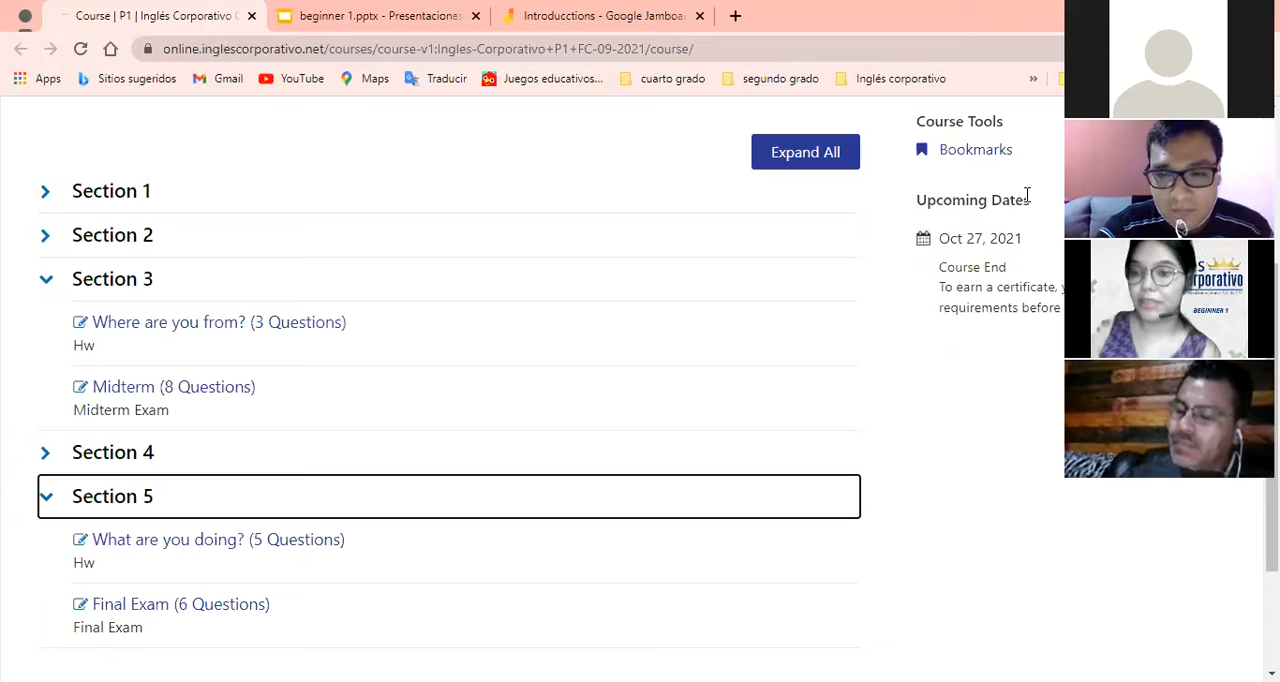 Course | P1 | Inglés Corporativo
beginner 1.pptx - Presentaciones
Introducctions - Google Jamboa
online.inglescorporativo.net/courses/course-v1:Ingles-Corporativo+P1+FC-09-2021/course/
Apps
Sitios sugeridos
Gmail
YouTube
Maps
Traducir
Juegos educativos...
cuarto grado
segundo grado
Inglés corporativo
»
Expand All
Section 1
Section 2
Section 3
Where are you from? (3 Questions)
Hw
Midterm (8 Questions)
Midterm Exam
Section 4
Section 5
What are you doing? (5 Questions)
Hw
Final Exam (6 Questions)
Final Exam
Course Tools
Bookmarks
Upcoming Dates
Oct 27, 2021
Course End
To earn a certificate,
requirements before
BEGINNER 1